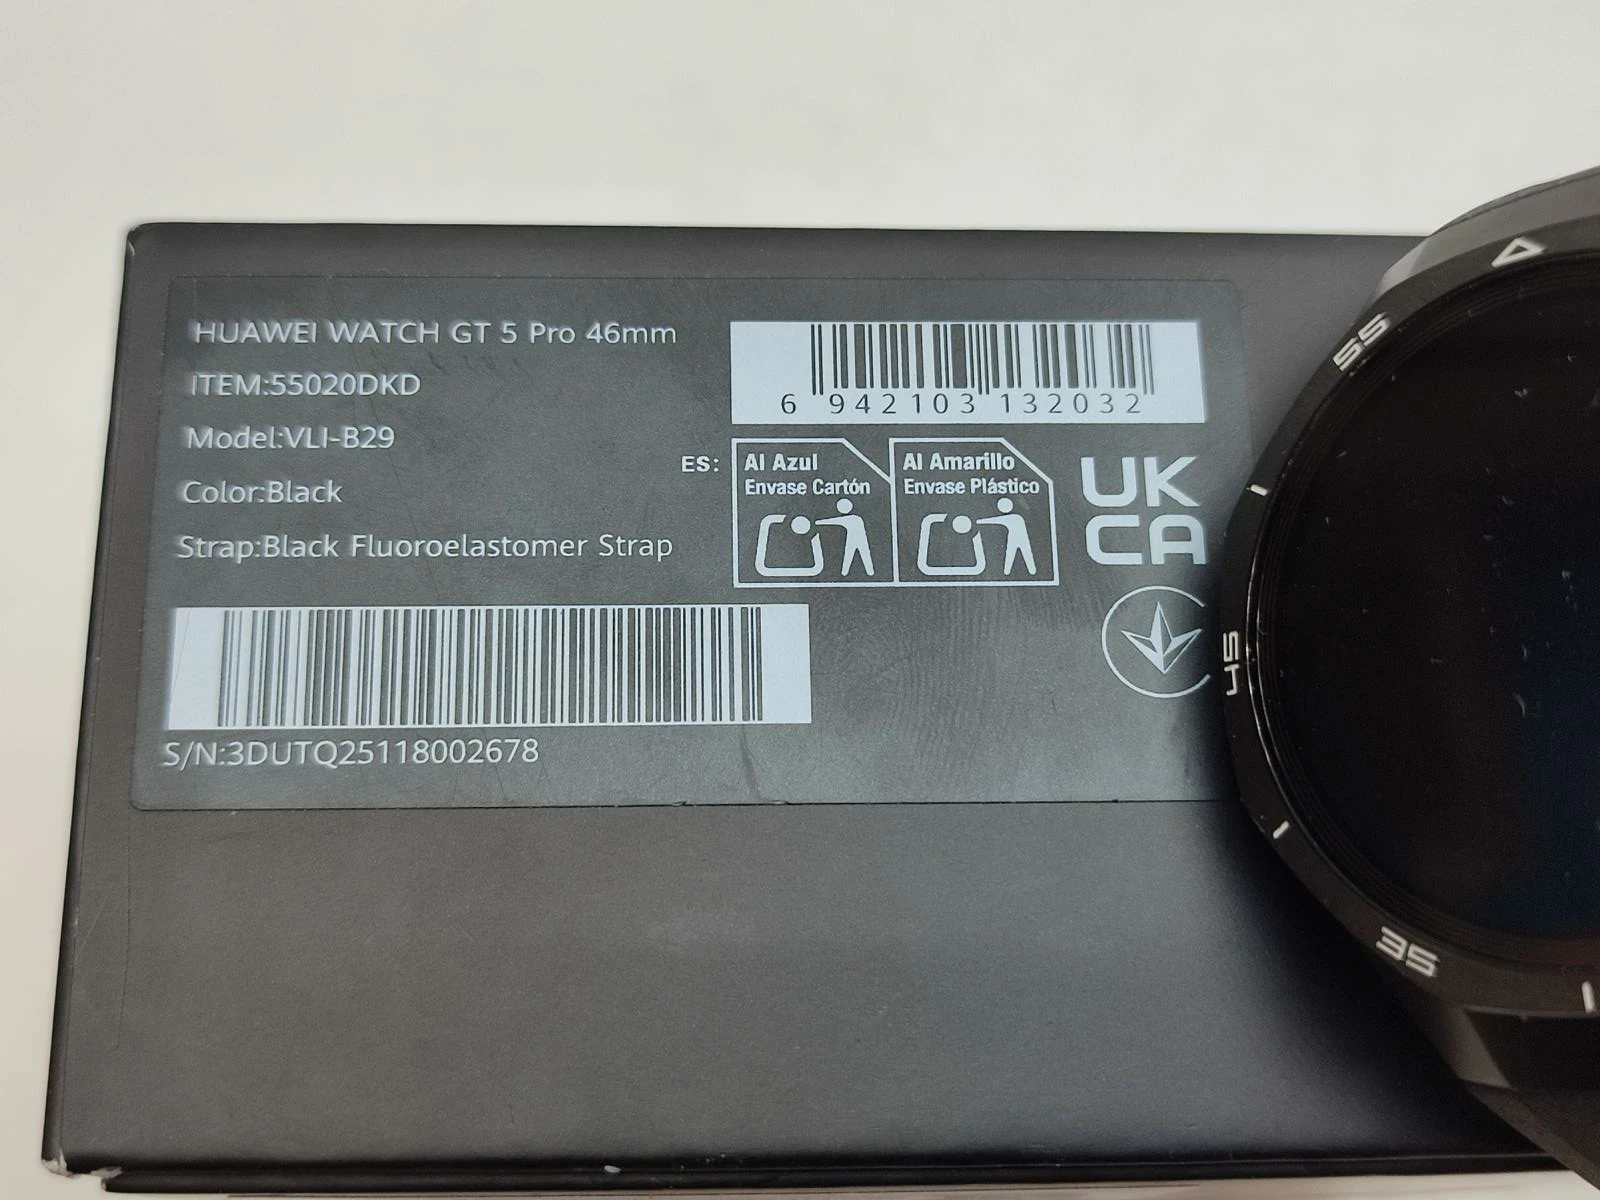 HUAWEI WATCH GT 5 Pro 46mm
ITEM:55020DKD
Model:VLI-B29
Color:Black
Strap:Black Fluoroelastomer Strap
S/N:3DUTQ25118002678
6 942103 132032
ES:
Al Azul
Envase Cartón
Al Amarillo
Envase Plástico
UK
CA
55
45
35